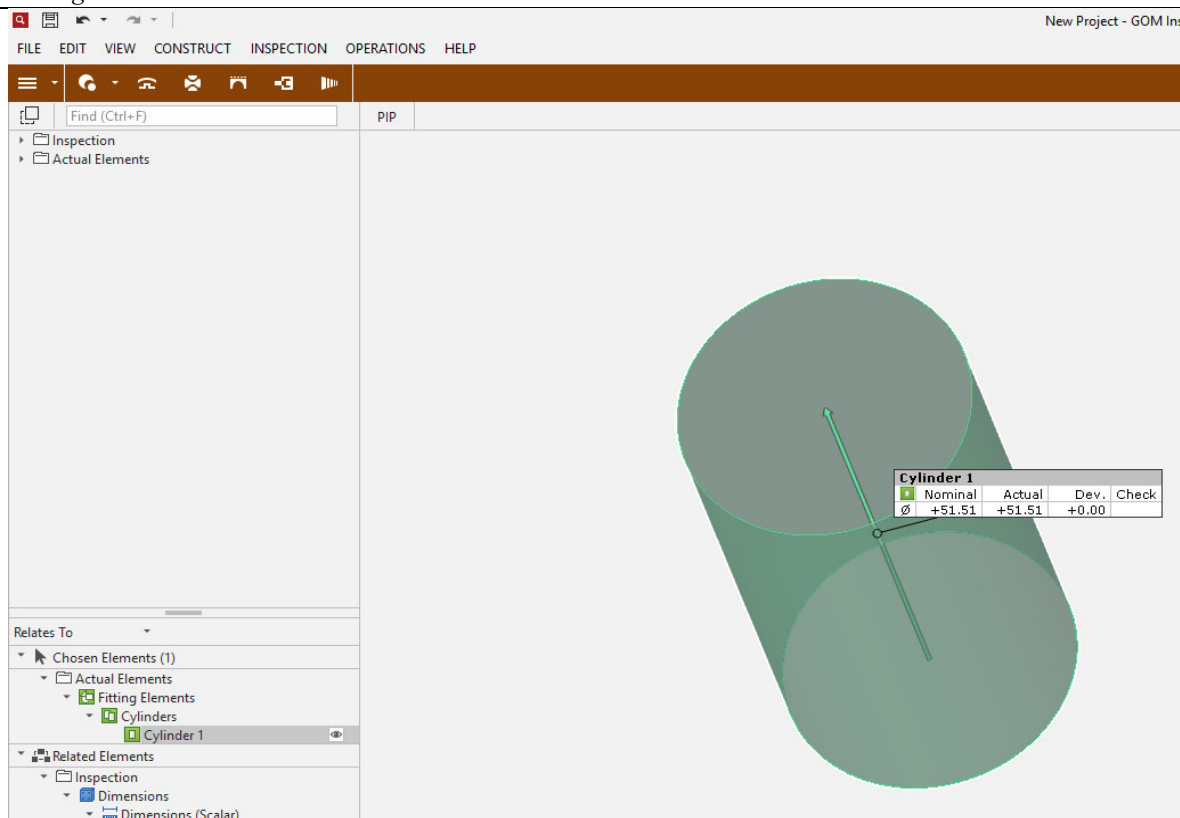 New Project - GOM Ins
FILE EDIT VIEW CONSTRUCT INSPECTION OPERATIONS HELP
Find (Ctrl+F)
PIP
Inspection
Actual Elements
Cylinder 1
Nominal Actual Dev. Check
Ø +51.51 +51.51 +0.00
Relates To
Chosen Elements (1)
Actual Elements
Fitting Elements
Cylinders
Cylinder 1
Related Elements
Inspection
Dimensions
Dimensions (Scalar)